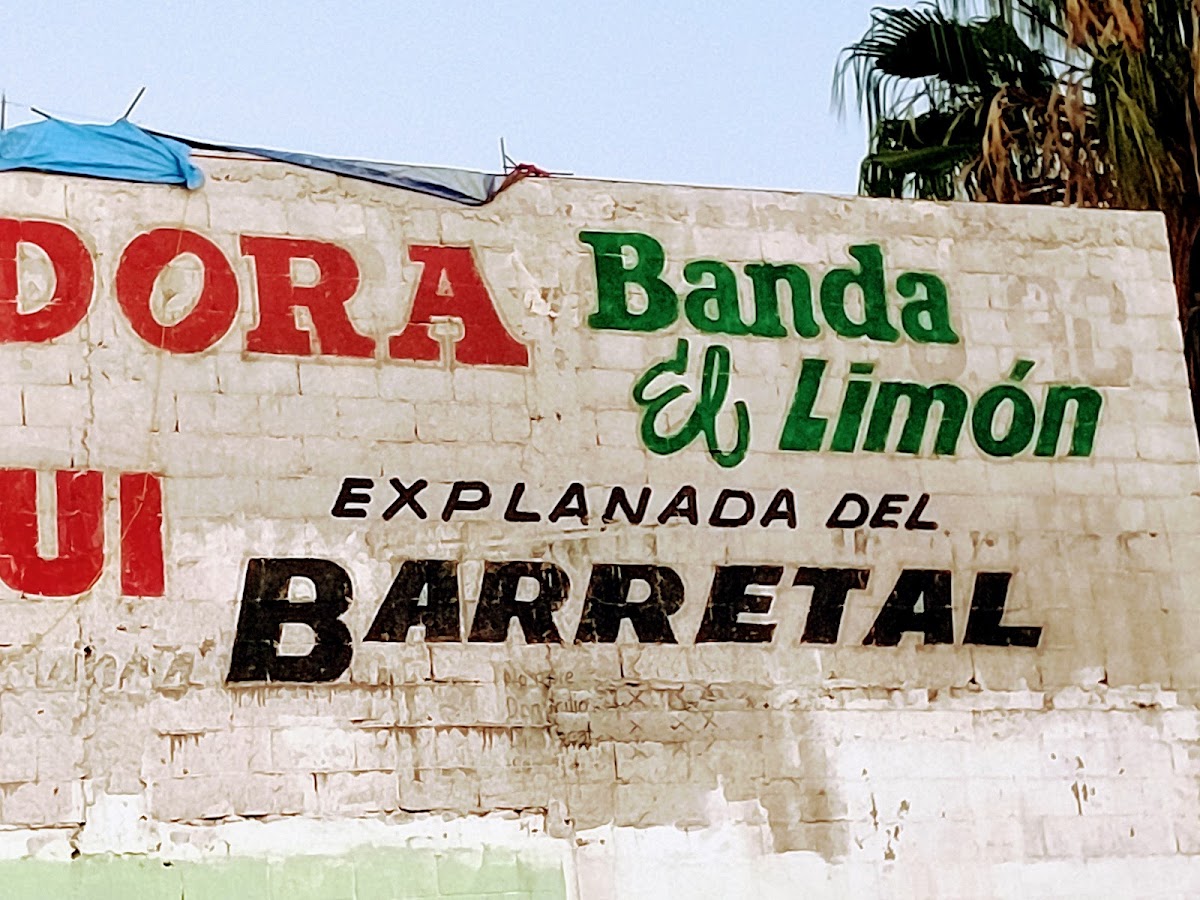 DORA
Banda
El Limón
UI
EXPLANADA DEL
BARRETAL